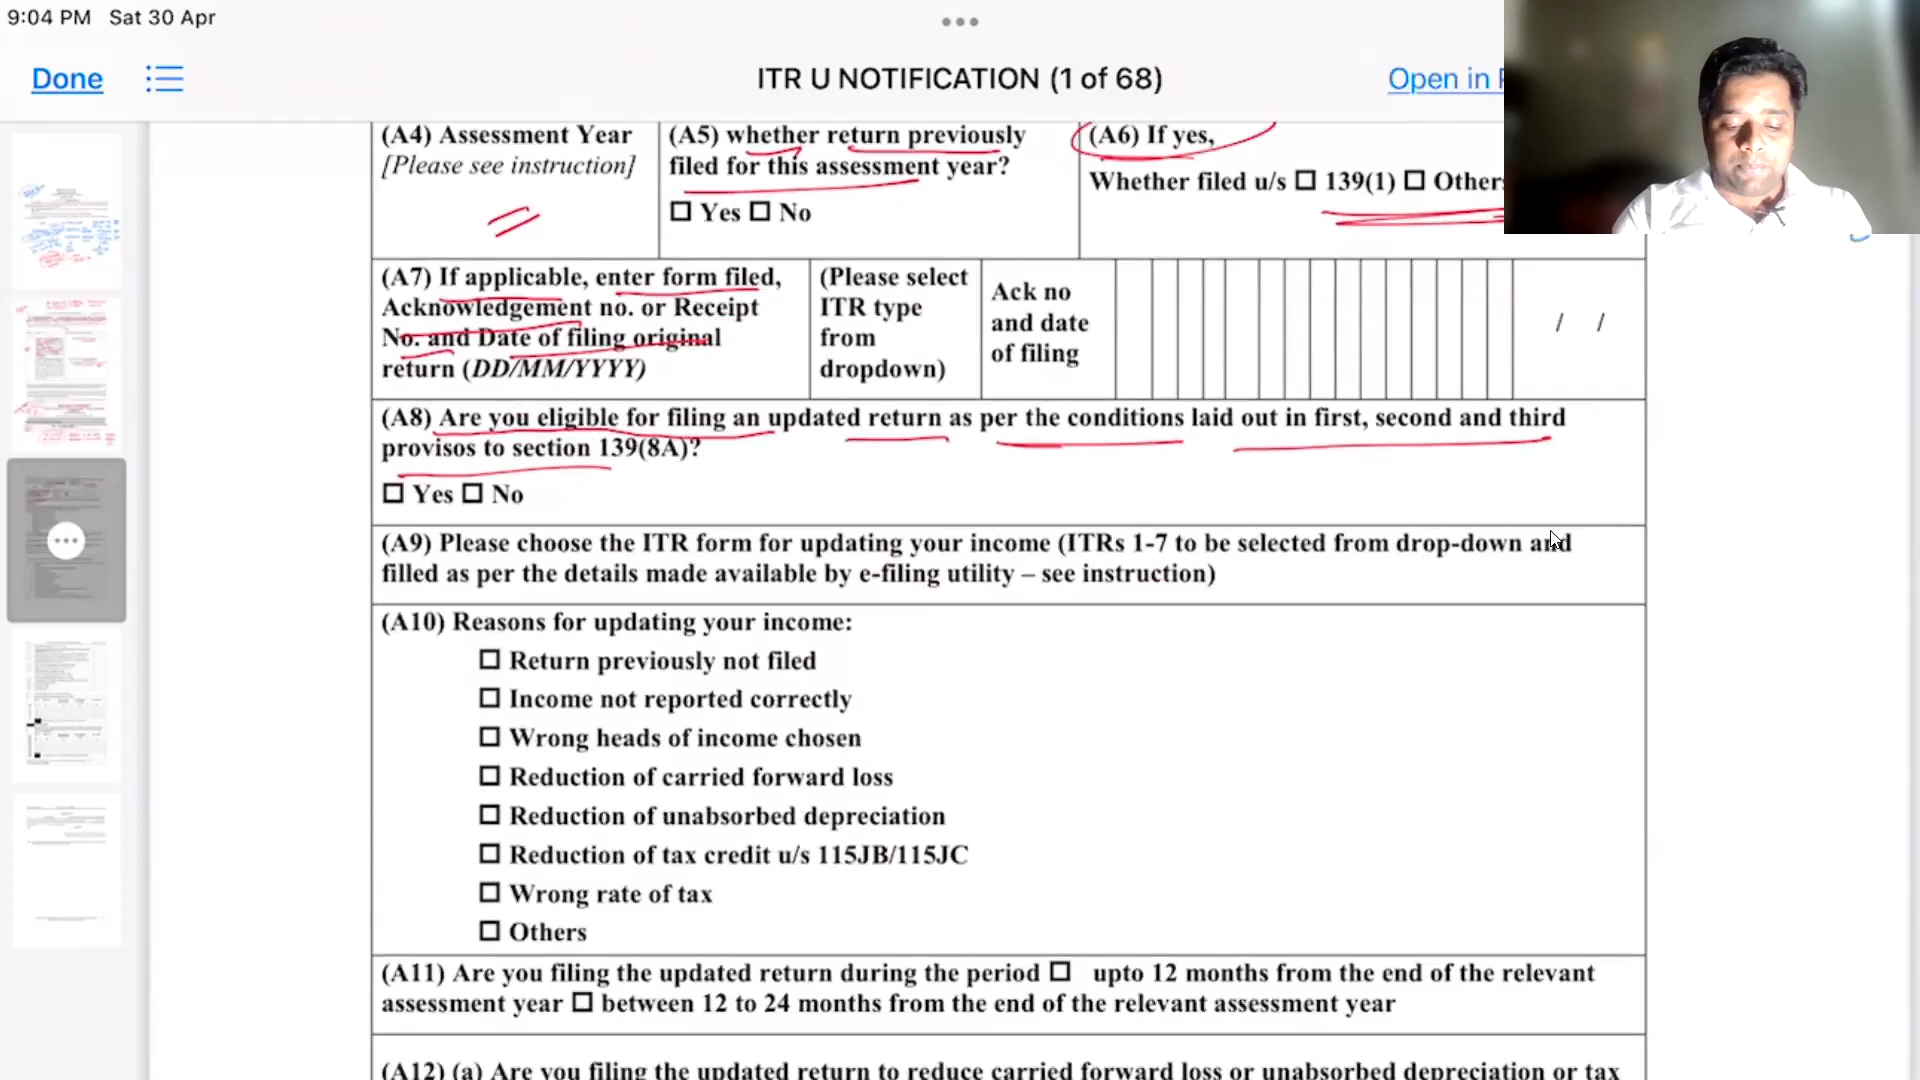 9:04 PM Sat 30 Apr
Done
ITR U NOTIFICATION (1 of 68)
Open in
(A4) Assessment Year
[Please see instruction]
(A5) whether return previously
filed for this assessment year?
☐ Yes ☐ No
(A6) If yes,
Whether filed u/s ☐ 139(1) ☐ Other
(A7) If applicable, enter form filed,
Acknowledgement no. or Receipt
No. and Date of filing original
return (DD/MM/YYYY)
(Please select
ITR type
from
dropdown)
Ack no
and date
of filing
/ /
(A8) Are you eligible for filing an updated return as per the conditions laid out in first, second and third
provisos to section 139(8A)?
☐ Yes ☐ No
(A9) Please choose the ITR form for updating your income (ITRs 1-7 to be selected from drop-down and
filled as per the details made available by e-filing utility – see instruction)
(A10) Reasons for updating your income:
☐ Return previously not filed
☐ Income not reported correctly
☐ Wrong heads of income chosen
☐ Reduction of carried forward loss
☐ Reduction of unabsorbed depreciation
☐ Reduction of tax credit u/s 115JB/115JC
☐ Wrong rate of tax
☐ Others
(A11) Are you filing the updated return during the period ☐ upto 12 months from the end of the relevant
assessment year ☐ between 12 to 24 months from the end of the relevant assessment year
(A12) (a) Are you filing the updated return to reduce carried forward loss or unabsorbed depreciation or tax